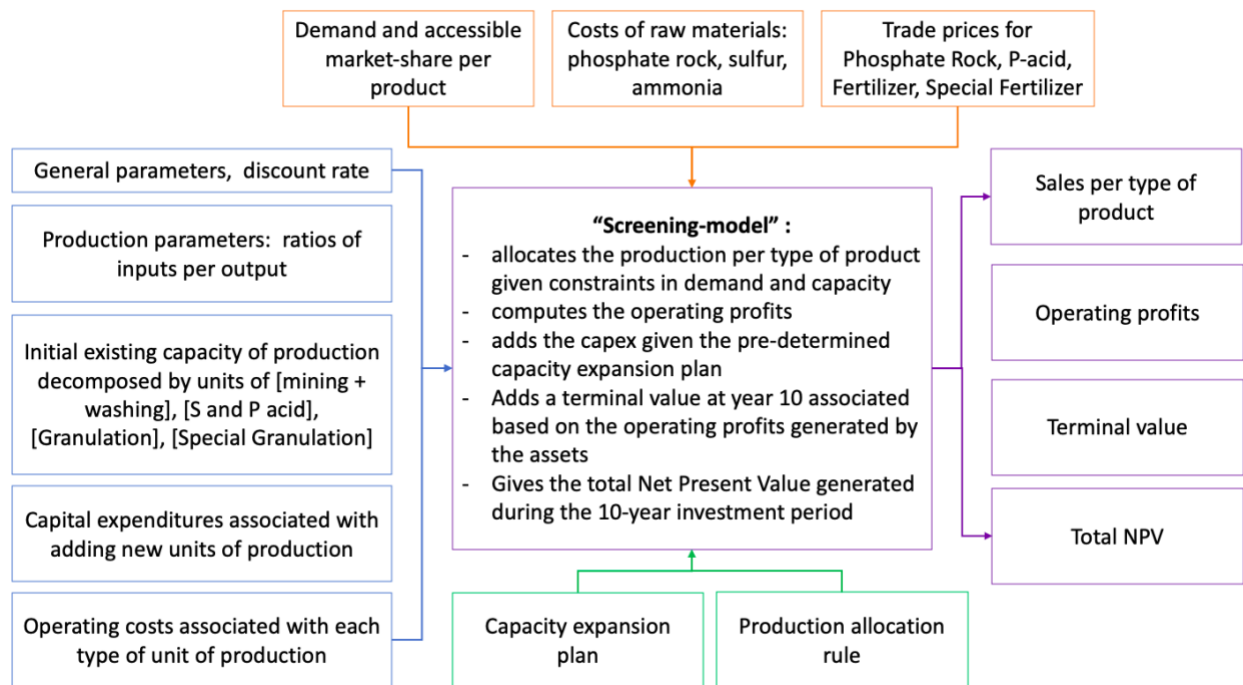 Demand and accessible
market-share per
product
Costs of raw materials:
phosphate rock, sulfur,
ammonia
Trade prices for
Phosphate Rock, P-acid,
Fertilizer, Special Fertilizer
General parameters,  discount rate
Production parameters:  ratios of
inputs per output
Initial existing capacity of production
decomposed by units of [mining +
washing], [S and P acid],
[Granulation], [Special Granulation]
Capital expenditures associated with
adding new units of production
Operating costs associated with each
type of unit of production
“Screening-model” :
- allocates the production per type of product
given constraints in demand and capacity
- computes the operating profits
- adds the capex given the pre-determined
capacity expansion plan
- Adds a terminal value at year 10 associated
based on the operating profits generated by
the assets
- Gives the total Net Present Value generated
during the 10-year investment period
Sales per type of
product
Operating profits
Terminal value
Total NPV
Capacity expansion
plan
Production allocation
rule